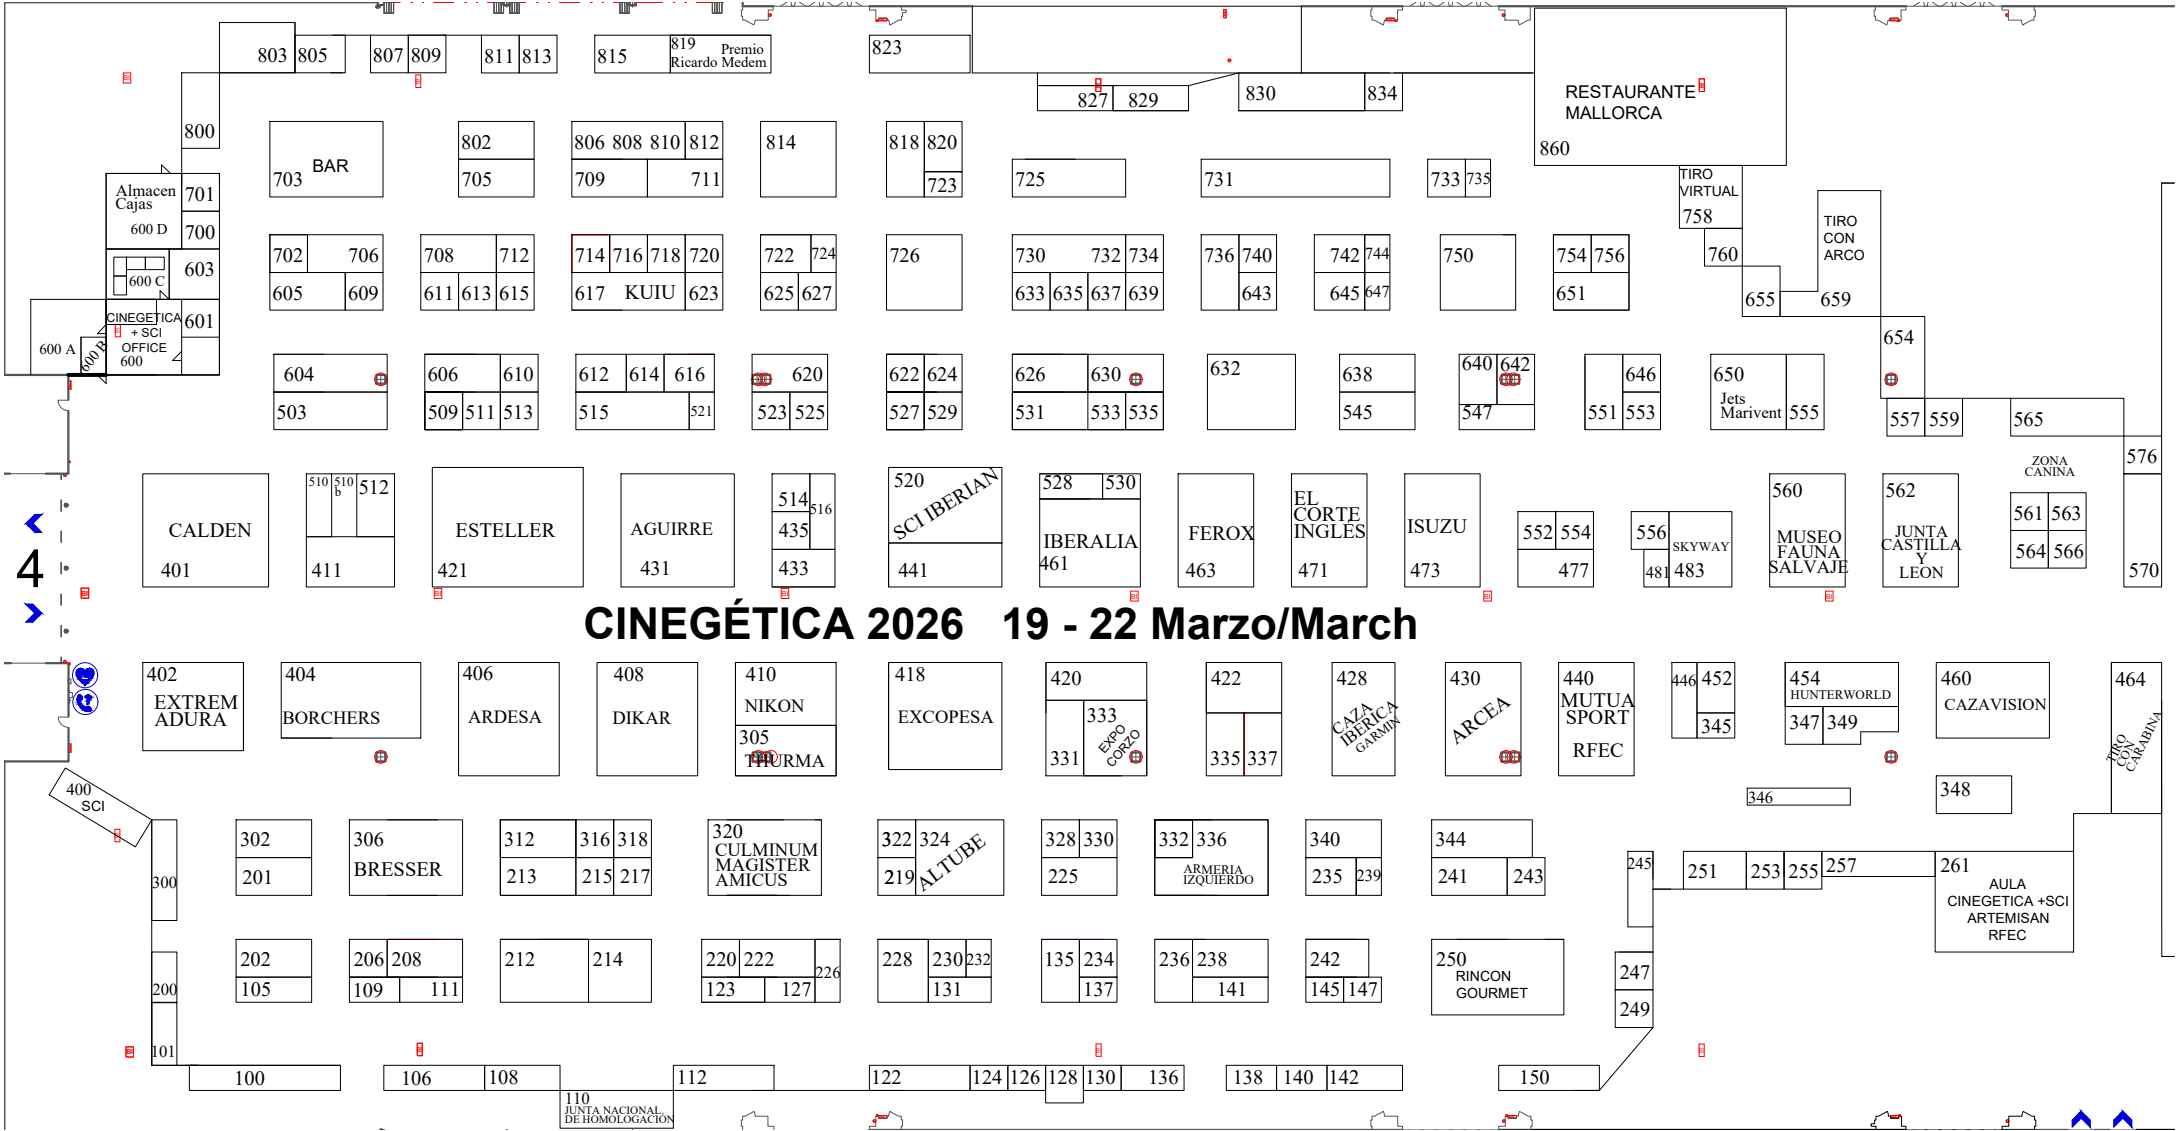 803 805 807 809 811 813 815 819 Premio
Ricardo Medem
823
827 829 830 834
RESTAURANTE
MALLORCA
860
800
BAR
703
802
705
806 808 810 812
709 711
814
818 820
723
725
731
733 735
Almacen
Cajas
600 D
701
700
TIRO
VIRTUAL
758
760
TIRO
CON
ARCO
655 659
600 C
603
702 706
605 609
708 712
611 613 615
714 716 718 720
617 KUIU 623
722 724
625 627
726
730 732 734
633 635 637 639
736 740
643
742 744
645 647
750
754 756
651
CINEGETICA
+ SCI
OFFICE
600
601
600 A
600 B
654
604
503
606 610
509 511 513
612 614 616
515 521
620
523 525
622 624
527 529
626 630
531 533 535
632
638
545
640 642
547
646
551 553
650
Jets
Marivent
555
557 559 565
576
570
ZONA
CANINA
561 563
564 566
4
CALDEN
401
510 510
b
512
411
ESTELLER
421
AGUIRRE
431
514 516
435
433
520
SCI IBERIAN
441
528 530
IBERALIA
461
FEROX
463
EL
CORTE
INGLES
471
ISUZU
473
552 554
477
556
SKYWAY
481 483
560
MUSEO
FAUNA
SALVAJE
562
JUNTA
CASTILLA
Y
LEON
CINEGÉTICA 2026 19 - 22 Marzo/March
402
EXTREM
ADURA
404
BORCHERS
406
ARDESA
408
DIKAR
410
NIKON
305
THURMA
418
EXCOPESA
420
331
333
EXPO
CORZO
422
335 337
428
CAZA
IBERICA
GARMIN
430
ARCEA
440
MUTUA
SPORT
RFEC
446 452
345
454
HUNTERWORLD
347 349
460
CAZAVISION
464
TIRO
CON
CARABINA
400
SCI
346
348
300
302
201
306
BRESSER
312 316 318
213 215 217
320
CULMINUM
MAGISTER
AMICUS
322 324
219
ALTUBE
328 330
225
332 336
ARMERIA
IZQUIERDO
340
235 239
344
241 243
245 251 253 255 257 261
AULA
CINEGETICA +SCI
ARTEMISAN
RFEC
200
202
105
206 208
109 111
212 214
220 222 226
123 127
228 230 232
131
135 234
137
236 238
141
242
145 147
250
RINCON
GOURMET
247
249
101
100
106 108
110
JUNTA NACIONAL
DE HOMOLOGACIÓN
112
122 124 126 128 130 136
138 140 142
150